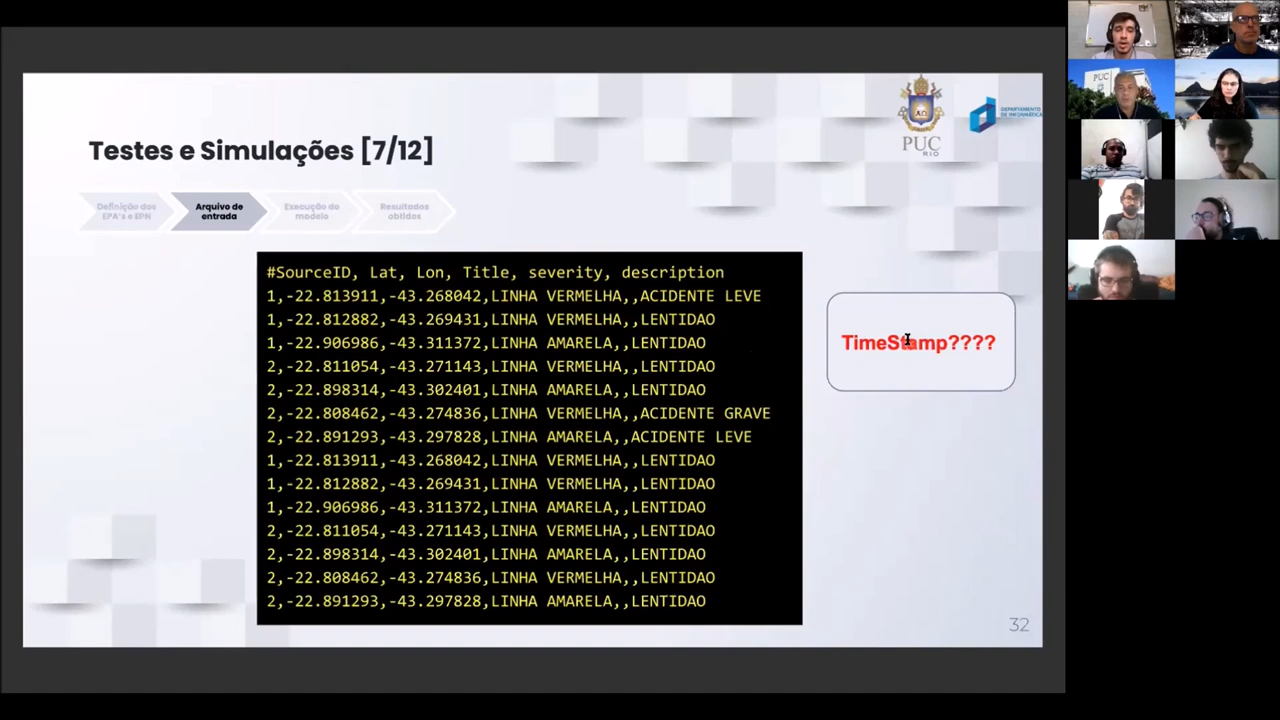 Testes e Simulações [7/12]
PUC
RIO
DEPARTAMENTO
DE INFORMÁTICA
Definição dos
EPA's e EPN
Arquivo de
entrada
Execução do
modelo
Resultados
obtidos
#SourceID, Lat, Lon, Title, severity, description
1,-22.813911,-43.268042,LINHA VERMELHA,,ACIDENTE LEVE
1,-22.812882,-43.269431,LINHA VERMELHA,,LENTIDAO
1,-22.906986,-43.311372,LINHA AMARELA,,LENTIDAO
2,-22.811054,-43.271143,LINHA VERMELHA,,LENTIDAO
2,-22.898314,-43.302401,LINHA AMARELA,,LENTIDAO
2,-22.808462,-43.274836,LINHA VERMELHA,,ACIDENTE GRAVE
2,-22.891293,-43.297828,LINHA AMARELA,,ACIDENTE LEVE
1,-22.813911,-43.268042,LINHA VERMELHA,,LENTIDAO
1,-22.812882,-43.269431,LINHA VERMELHA,,LENTIDAO
1,-22.906986,-43.311372,LINHA AMARELA,,LENTIDAO
2,-22.811054,-43.271143,LINHA VERMELHA,,LENTIDAO
2,-22.898314,-43.302401,LINHA AMARELA,,LENTIDAO
2,-22.808462,-43.274836,LINHA VERMELHA,,LENTIDAO
2,-22.891293,-43.297828,LINHA AMARELA,,LENTIDAO
TimeStamp????
32
PUC